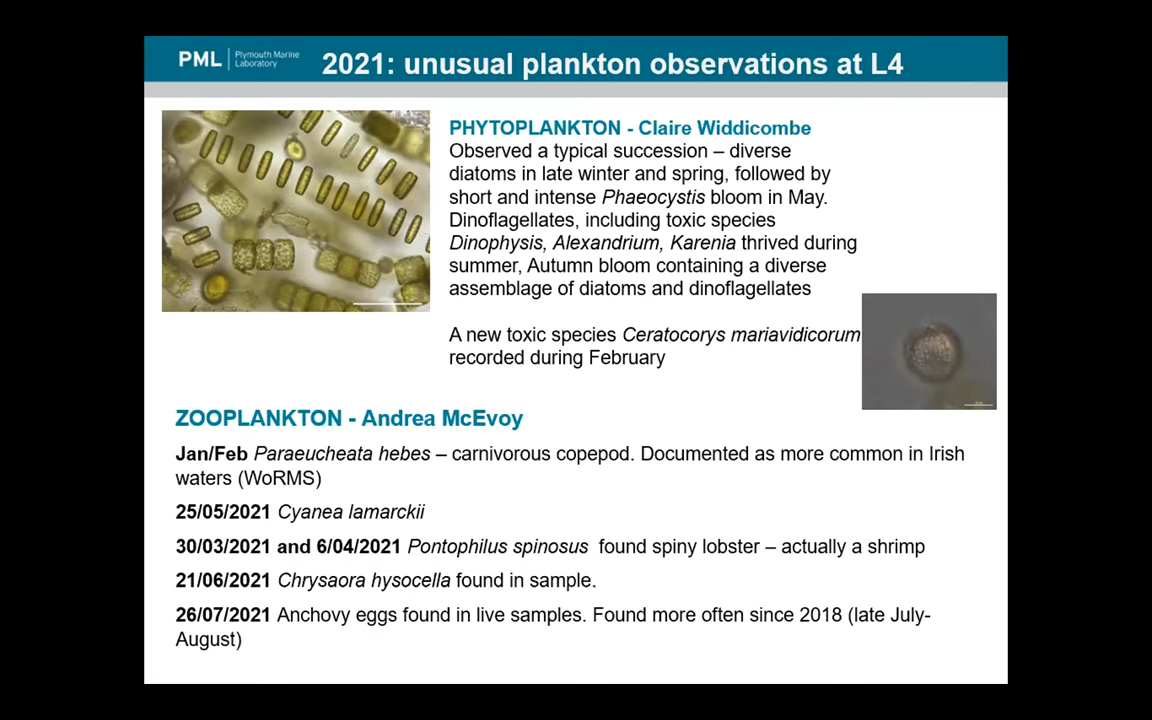 PML | Plymouth Marine
Laboratory
2021: unusual plankton observations at L4
PHYTOPLANKTON - Claire Widdicombe
Observed a typical succession – diverse
diatoms in late winter and spring, followed by
short and intense Phaeocystis bloom in May.
Dinoflagellates, including toxic species
Dinophysis, Alexandrium, Karenia thrived during
summer, Autumn bloom containing a diverse
assemblage of diatoms and dinoflagellates
A new toxic species Ceratocorys mariavidicorum
recorded during February
ZOOPLANKTON - Andrea McEvoy
Jan/Feb Paraeucheata hebes – carnivorous copepod. Documented as more common in Irish
waters (WoRMS)
25/05/2021 Cyanea lamarckii
30/03/2021 and 6/04/2021 Pontophilus spinosus found spiny lobster – actually a shrimp
21/06/2021 Chrysaora hysocella found in sample.
26/07/2021 Anchovy eggs found in live samples. Found more often since 2018 (late July-
August)